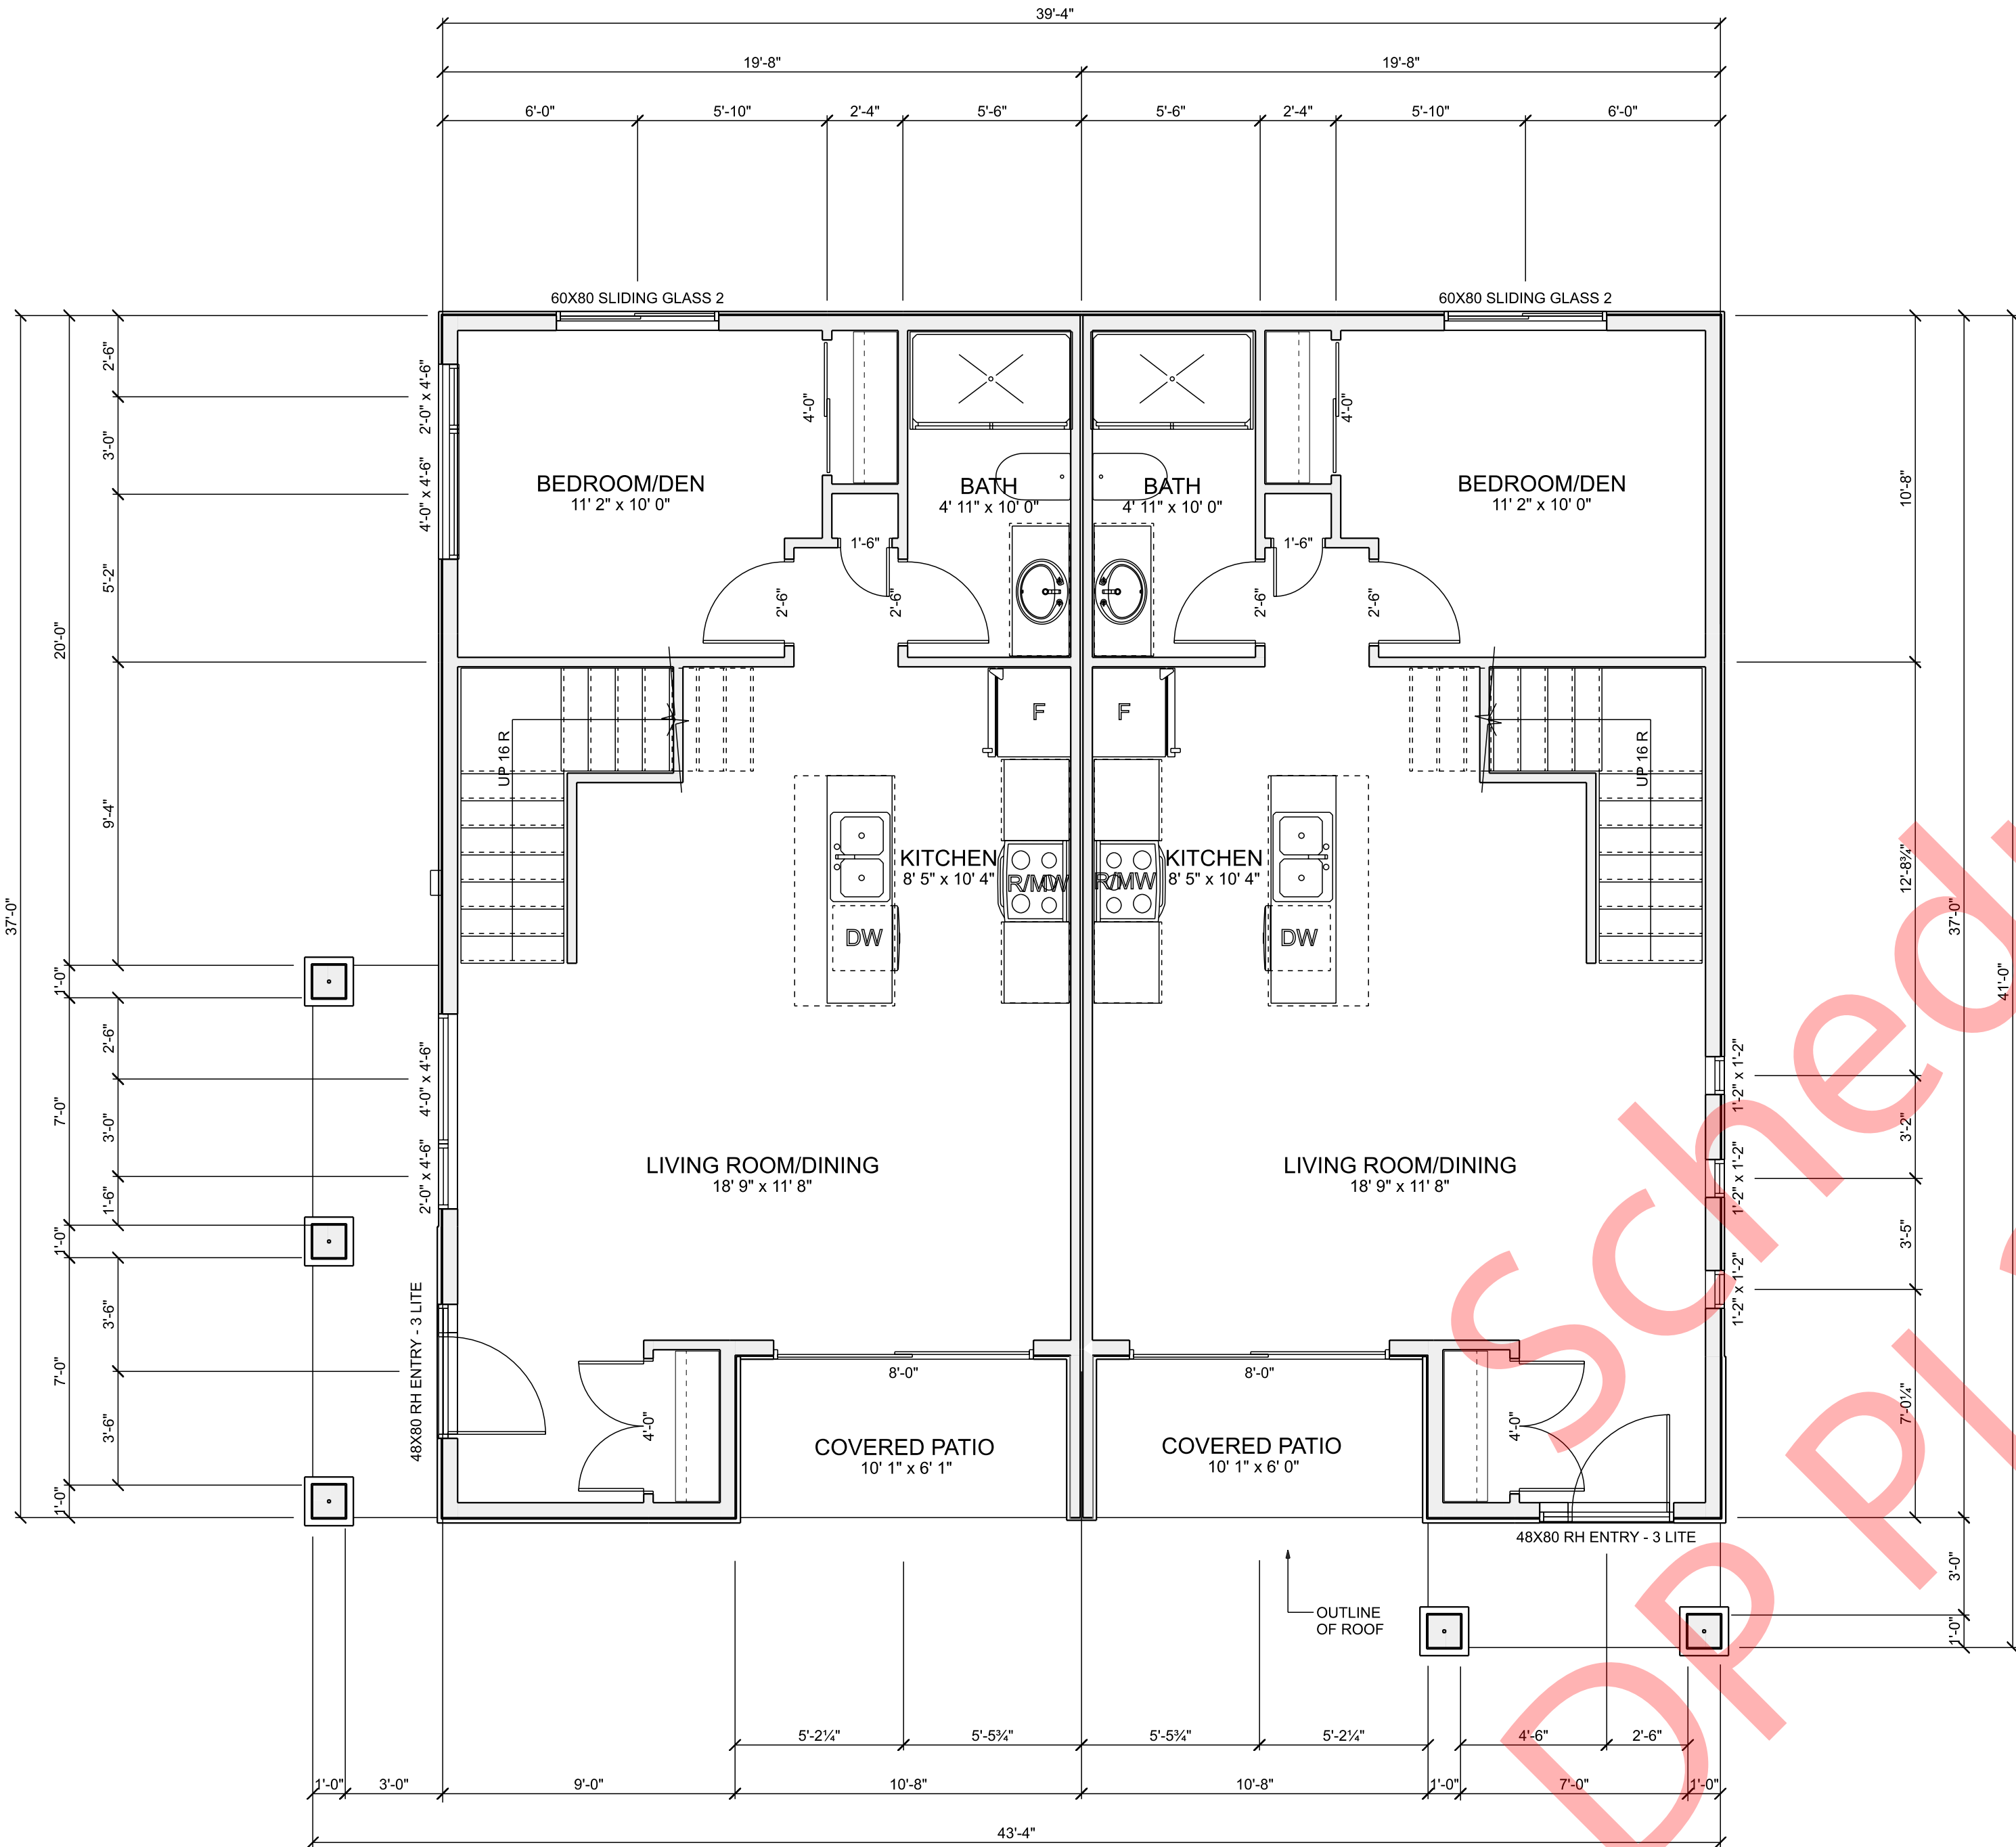 39'-4"
19'-8"
19'-8"
6'-0"
5'-10"
2'-4"
5'-6"
5'-6"
2'-4"
5'-10"
6'-0"
60X80 SLIDING GLASS 2
60X80 SLIDING GLASS 2
37'-0"
20'-0"
1'-0"
7'-0"
1'-0"
7'-0"
1'-0"
2'-6"
3'-0"
5'-2"
9'-4"
2'-6"
3'-0"
1'-6"
3'-6"
3'-6"
2'-0" x 4'-6"
4'-0" x 4'-6"
4'-0" x 4'-6"
2'-0" x 4'-6"
48X80 RH ENTRY - 3 LITE
BEDROOM/DEN
11' 2" x 10' 0"
4'-0"
BATH
4' 11" x 10' 0"
BATH
4' 11" x 10' 0"
4'-0"
BEDROOM/DEN
11' 2" x 10' 0"
1'-6"
1'-6"
2'-6"
2'-6"
2'-6"
2'-6"
UP 16 R
F
F
UP 16 R
KITCHEN
8' 5" x 10' 4"
R/MW
R/MW
KITCHEN
8' 5" x 10' 4"
DW
DW
LIVING ROOM/DINING
18' 9" x 11' 8"
LIVING ROOM/DINING
18' 9" x 11' 8"
8'-0"
8'-0"
4'-0"
4'-0"
COVERED PATIO
10' 1" x 6' 1"
COVERED PATIO
10' 1" x 6' 0"
48X80 RH ENTRY - 3 LITE
OUTLINE
OF ROOF
1'-2" x 1'-2"
1'-2" x 1'-2"
1'-2" x 1'-2"
10'-8"
12'-8¾"
3'-2"
3'-5"
7'-0¼"
37'-0"
3'-0"
1'-0"
41'-0"
5'-2¼"
5'-5¾"
5'-5¾"
5'-2¼"
4'-6"
2'-6"
1'-0"
3'-0"
9'-0"
10'-8"
10'-8"
1'-0"
7'-0"
1'-0"
43'-4"
Sched
DP